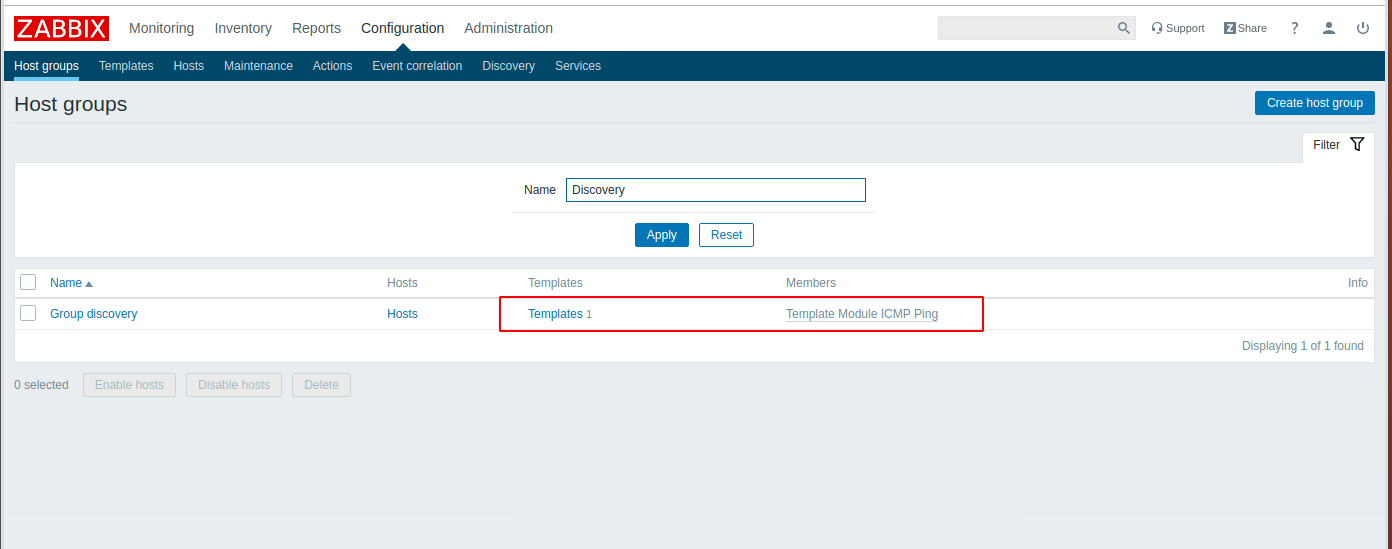 ZABBIX Monitoring Inventory Reports Configuration Administration Support Z Share ?
Host groups Templates Hosts Maintenance Actions Event correlation Discovery Services
Host groups Create host group
Filter
Name Discovery
Apply Reset
Name Hosts Templates Members Info
Group discovery Hosts Templates 1 Template Module ICMP Ping
Displaying 1 of 1 found
0 selected Enable hosts Disable hosts Delete